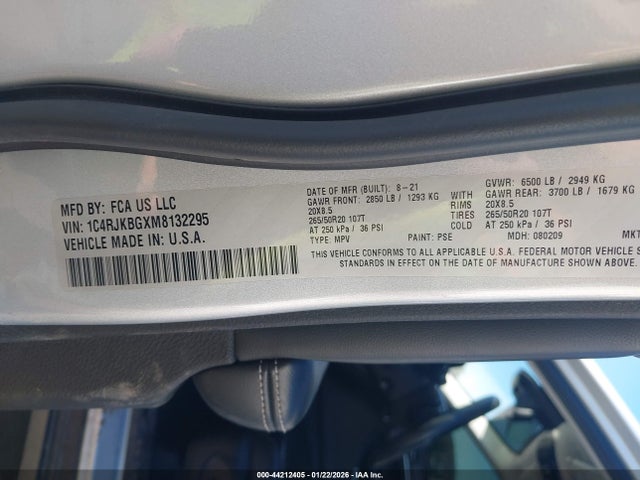 MFD BY: FCA US LLC
VIN: 1C4RJKBGXM8132295
VEHICLE MADE IN U.S.A.
DATE OF MFR (BUILT): 8-21
GAWR FRONT: 2850 LB / 1293 KG
20X8.5
265/50R20 107T
AT 250 kPa / 36 PSI
TYPE: MPV
PAINT: PSE
WITH
RIMS
TIRES
COLD
GVWR: 6500 LB / 2949 KG
GAWR REAR: 3700 LB / 1679 KG
20X8.5
265/50R20 107T
AT 250 kPa / 36 PSI
MDH: 080209
MKT
THIS VEHICLE CONFORMS TO ALL APPLICABLE U.S.A. FEDERAL MOTOR VEHICLE S
STANDARDS IN EFFECT ON THE DATE OF MANUFACTURE SHOWN ABOVE.
000-44212405 - 01/22/2026 - IAA Inc.